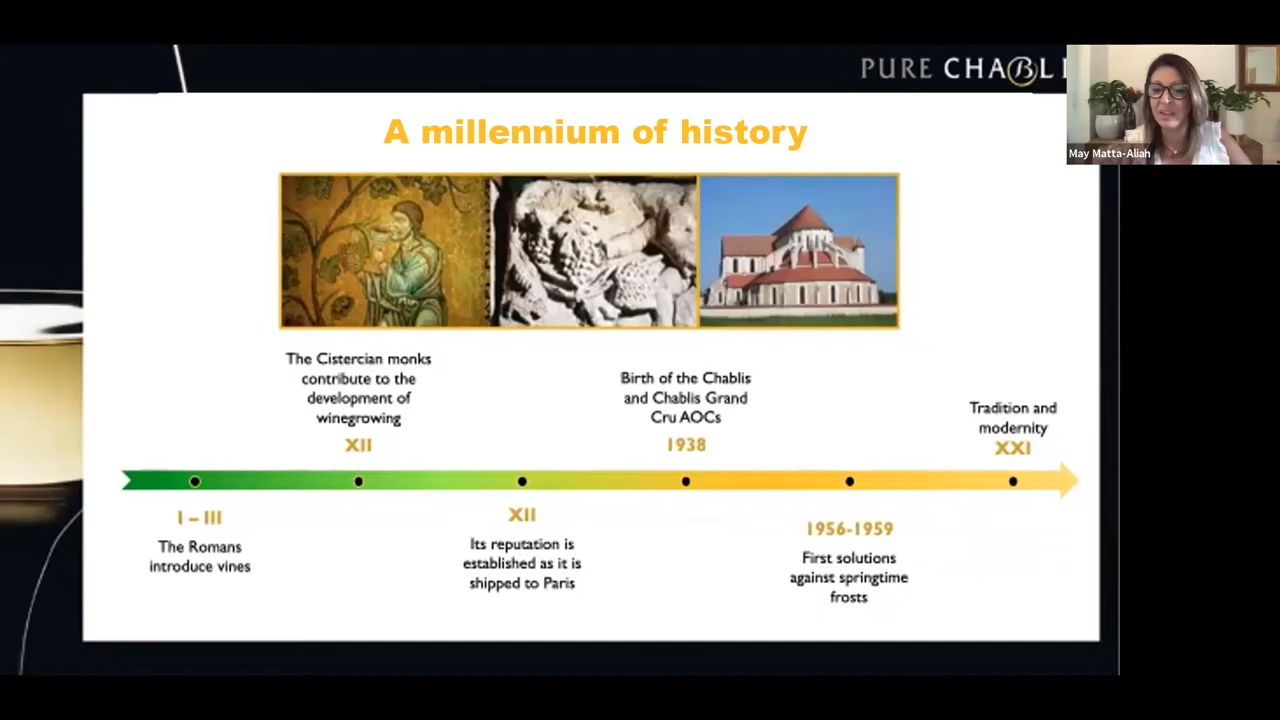 PURE CHABLI
May Matta-Aliah
A millennium of history
The Cistercian monks
contribute to the
development of
winegrowing
XII
Birth of the Chablis
and Chablis Grand
Cru AOCs
1938
Tradition and
modernity
XXI
I – III
The Romans
introduce vines
XII
Its reputation is
established as it is
shipped to Paris
1956-1959
First solutions
against springtime
frosts